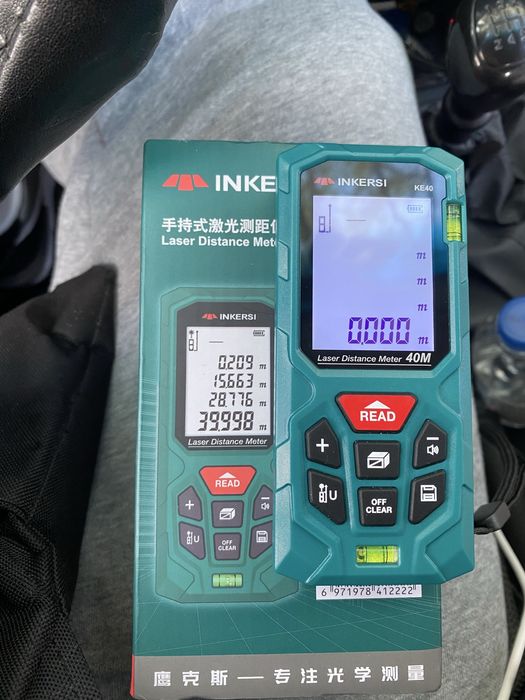 INKERSI
手持式激光测距仪
Laser Distance Meter
INKERSI
0.209 m
15.663 m
28.776 m
39.998 m
Laser Distance Meter
READ
+
U
OFF
CLEAR
INKERSI
KE40
m
m
m
0.000 m
Laser Distance Meter 40M
READ
+
−
U
OFF
CLEAR
6 971978 412222
鹰克斯 — 专注光学测量